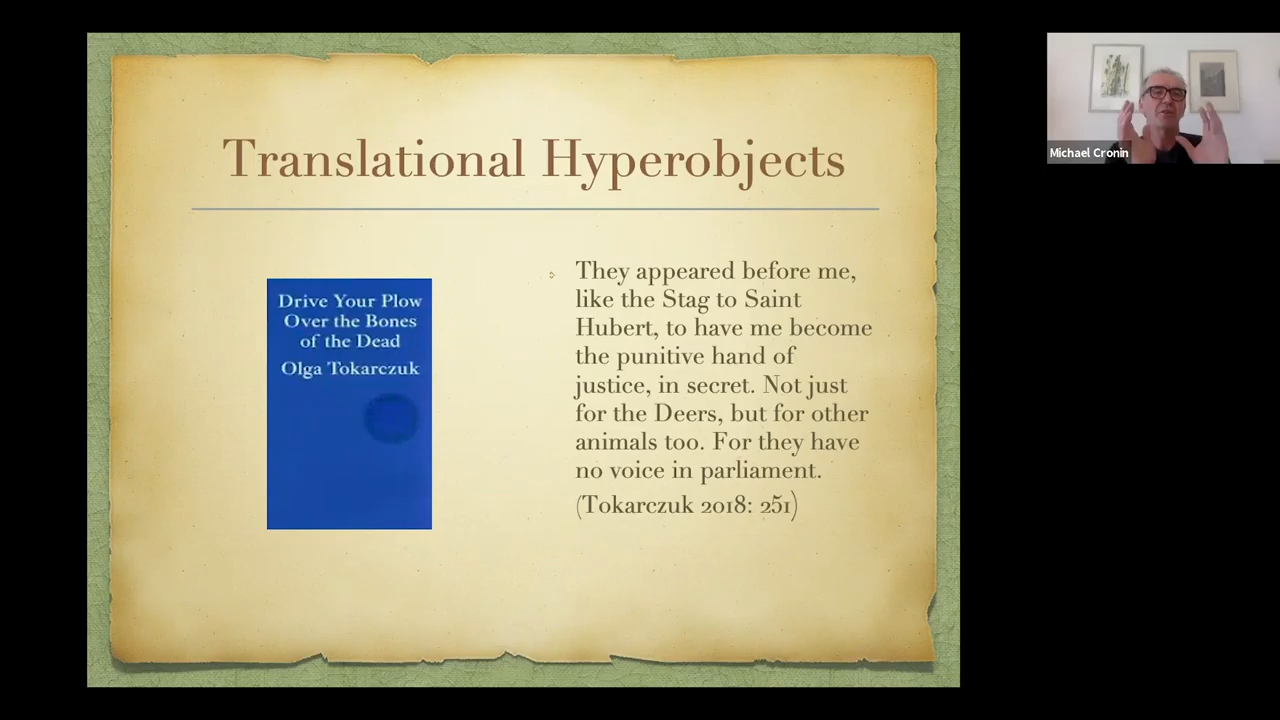 Translational Hyperobjects
Drive Your Plow
Over the Bones
of the Dead
Olga Tokarczuk
They appeared before me,
like the Stag to Saint
Hubert, to have me become
the punitive hand of
justice, in secret. Not just
for the Deers, but for other
animals too. For they have
no voice in parliament.
(Tokarczuk 2018: 251)
Michael Cronin